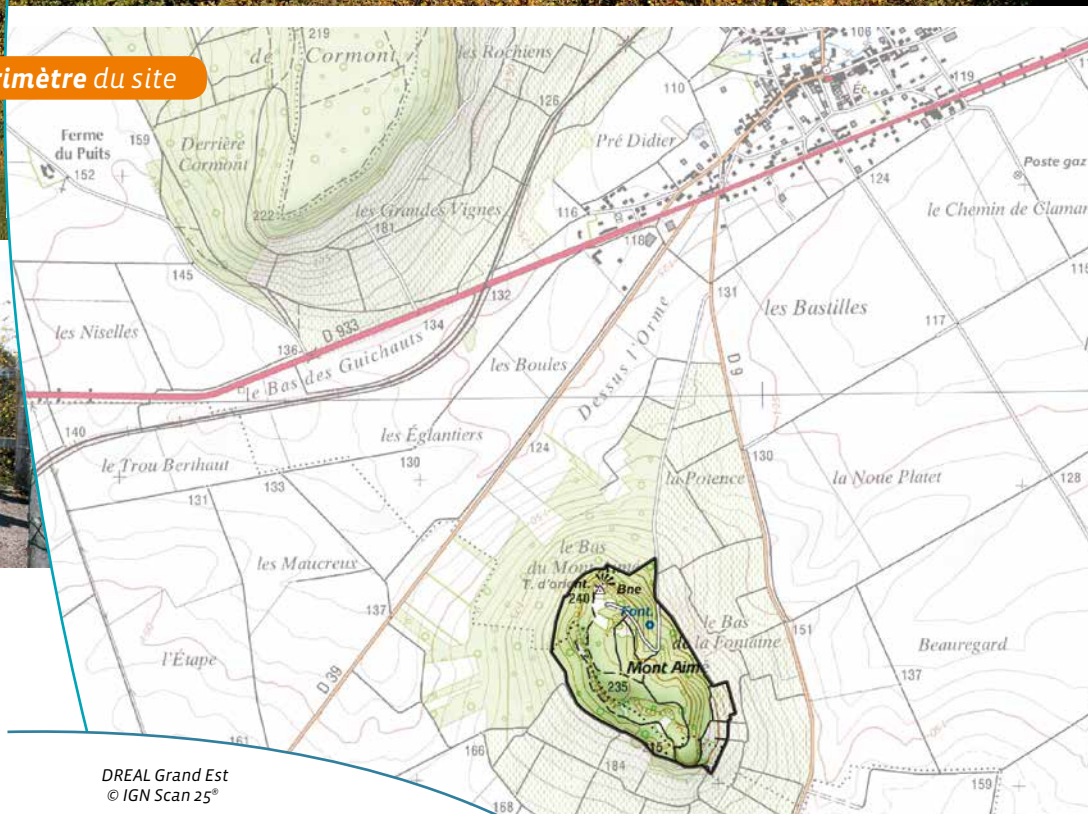 rimètre du site
219
de Cormont
les Rochiens
108
126
110
119
Éc.
Ferme
du Puits
159
152
Derrière
Cormont
Pré Didier
Poste gaz
124
222
les Grandes Vignes
181
116
118
le Chemin de Claman
145
132
131
les Bastilles
115
les Niselles
134
117
136
D 933
le Bas des Guichauts
les Boules
Dessus l'Orme
D 9
140
les Églantiers
124
130
le Trou Berthaut
130
la Potence
la Noue Platet
128
131
133
les Maucreux
le Bas
du Mont
T. d'orient.
Bne
240
Font.
137
le Bas
de la Fontaine
151
Beauregard
l'Étape
Mont Aimé
137
235
D 39
161
166
184
159
168
DREAL Grand Est
© IGN Scan 25®